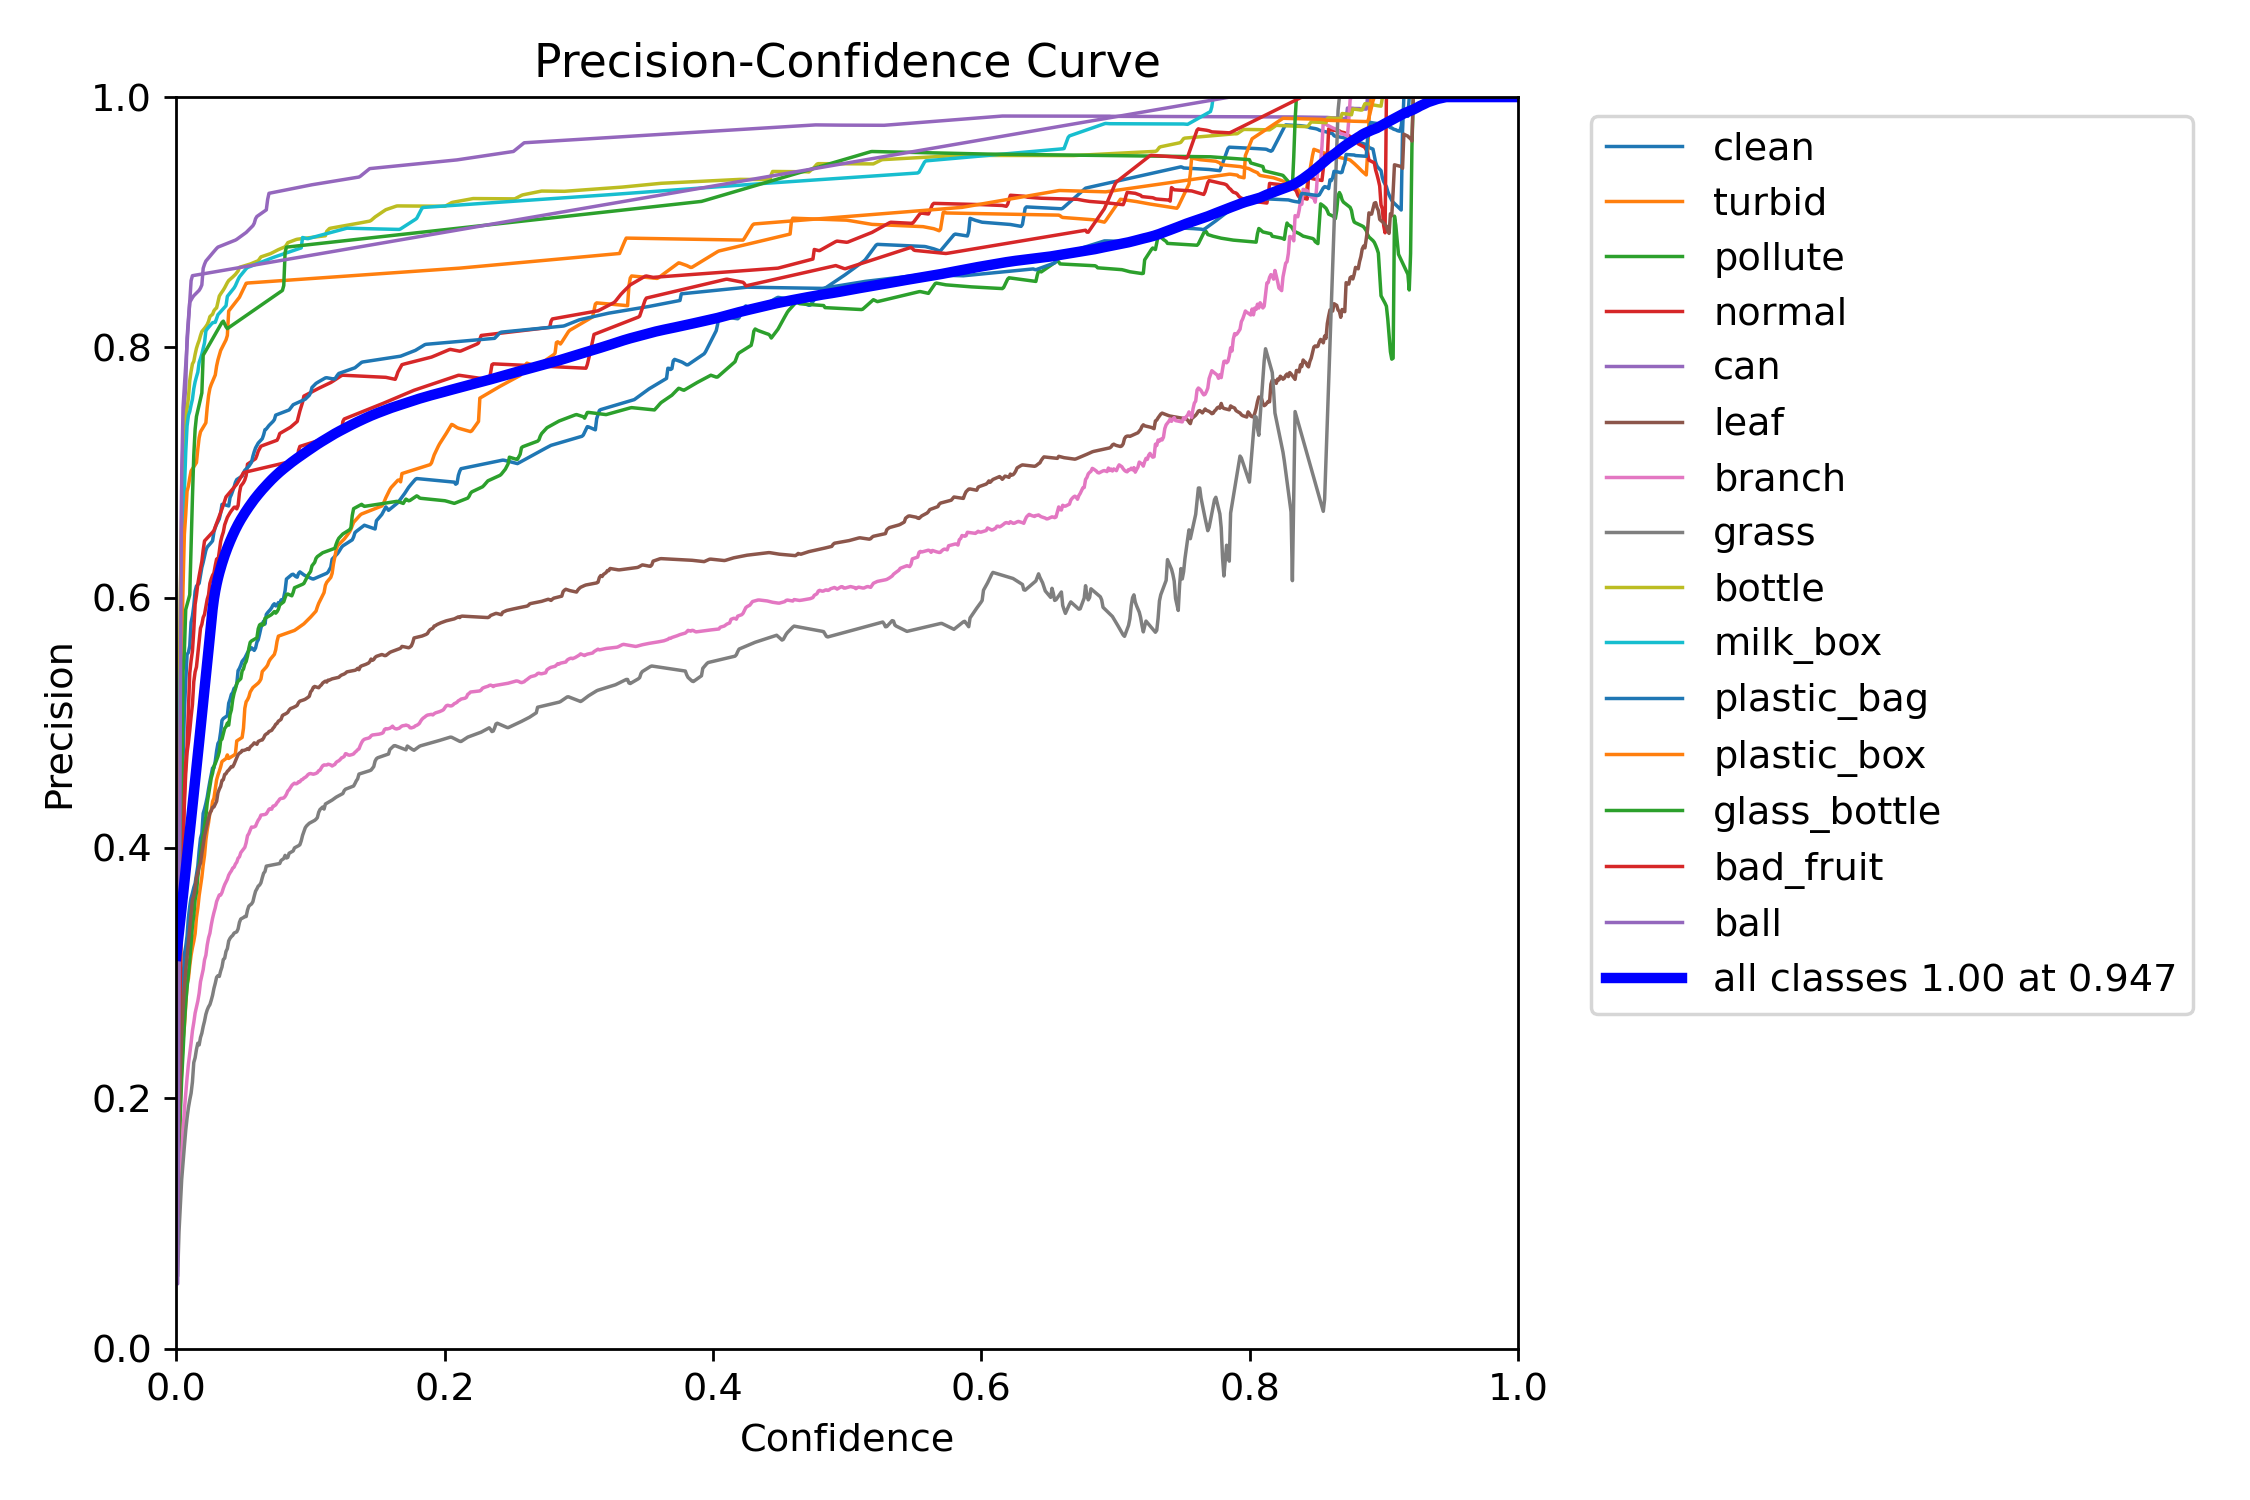 Precision-Confidence Curve
1.0
0.8
0.6
0.4
0.2
0.0
Precision
0.0 0.2 0.4 0.6 0.8 1.0
Confidence
clean
turbid
pollute
normal
can
leaf
branch
grass
bottle
milk_box
plastic_bag
plastic_box
glass_bottle
bad_fruit
ball
all classes 1.00 at 0.947